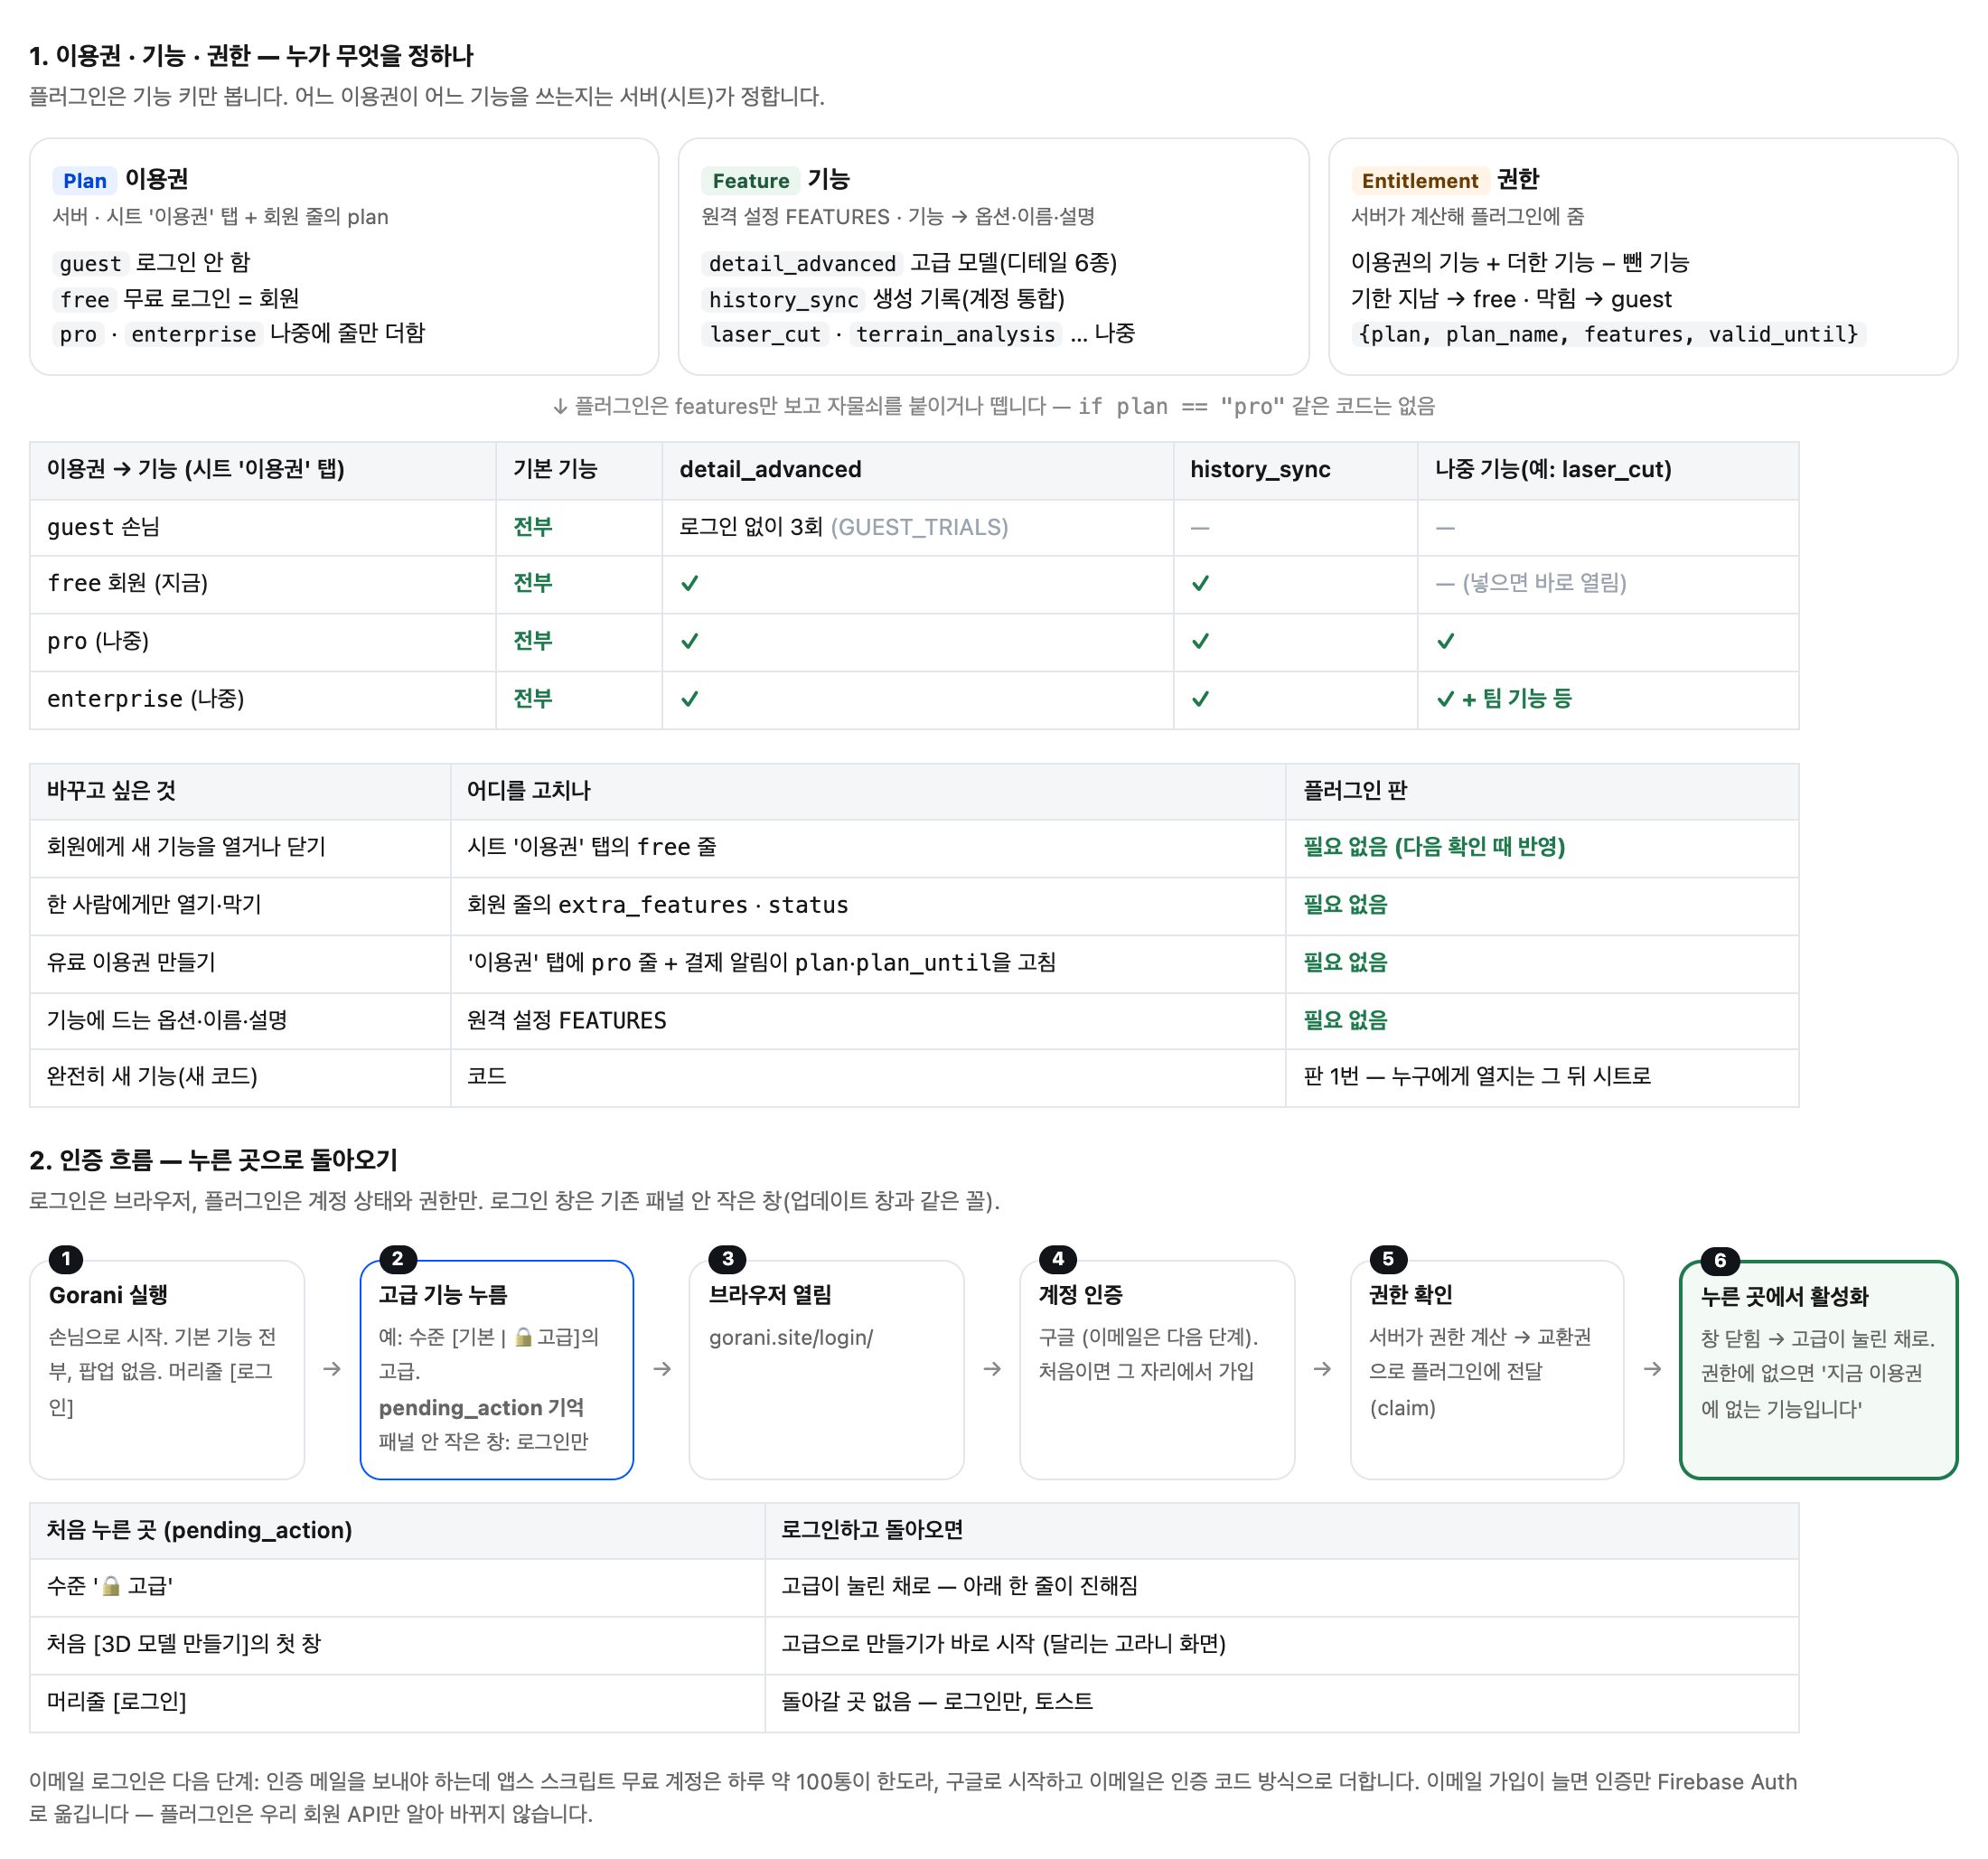 1. 이용권 · 기능 · 권한 — 누가 무엇을 정하나
플러그인은 기능 키만 봅니다. 어느 이용권이 어느 기능을 쓰는지는 서버(시트)가 정합니다.
Plan 이용권
서버 · 시트 '이용권' 탭 + 회원 줄의 plan
guest 로그인 안 함
free 무료 로그인 = 회원
pro · enterprise 나중에 줄만 더함
Feature 기능
원격 설정 FEATURES · 기능 → 옵션·이름·설명
detail_advanced 고급 모델(디테일 6종)
history_sync 생성 기록(계정 통합)
laser_cut · terrain_analysis ... 나중
Entitlement 권한
서버가 계산해 플러그인에 줌
이용권의 기능 + 더한 기능 − 뺀 기능
기한 지남 → free · 막힘 → guest
{plan, plan_name, features, valid_until}
↓ 플러그인은 features만 보고 자물쇠를 붙이거나 뗍니다 — if plan == "pro" 같은 코드는 없음
이용권 → 기능 (시트 '이용권' 탭) 기본 기능 detail_advanced history_sync 나중 기능(예: laser_cut)
guest 손님 전부 로그인 없이 3회 (GUEST_TRIALS) — —
free 회원 (지금) 전부 ✓ ✓ — (넣으면 바로 열림)
pro (나중) 전부 ✓ ✓ ✓
enterprise (나중) 전부 ✓ ✓ ✓ + 팀 기능 등
바꾸고 싶은 것 어디를 고치나 플러그인 판
회원에게 새 기능을 열거나 닫기 시트 '이용권' 탭의 free 줄 필요 없음 (다음 확인 때 반영)
한 사람에게만 열기·막기 회원 줄의 extra_features · status 필요 없음
유료 이용권 만들기 '이용권' 탭에 pro 줄 + 결제 알림이 plan·plan_until을 고침 필요 없음
기능에 드는 옵션·이름·설명 원격 설정 FEATURES 필요 없음
완전히 새 기능(새 코드) 코드 판 1번 — 누구에게 열지는 그 뒤 시트로
2. 인증 흐름 — 누른 곳으로 돌아오기
로그인은 브라우저, 플러그인은 계정 상태와 권한만. 로그인 창은 기존 패널 안 작은 창(업데이트 창과 같은 꼴).
1
Gorani 실행
손님으로 시작. 기본 기능 전
부, 팝업 없음. 머리줄 [로그
인]
→
2
고급 기능 누름
예: 수준 [기본 | 🔒 고급]의
고급.
pending_action 기억
패널 안 작은 창: 로그인만
→
3
브라우저 열림
gorani.site/login/
→
4
계정 인증
구글 (이메일은 다음 단계).
처음이면 그 자리에서 가입
→
5
권한 확인
서버가 권한 계산 → 교환권
으로 플러그인에 전달
(claim)
→
6
누른 곳에서 활성화
창 닫힘 → 고급이 눌린 채로.
권한에 없으면 '지금 이용권
에 없는 기능입니다'
처음 누른 곳 (pending_action) 로그인하고 돌아오면
수준 '🔒 고급' 고급이 눌린 채로 — 아래 한 줄이 진해짐
처음 [3D 모델 만들기]의 첫 창 고급으로 만들기가 바로 시작 (달리는 고라니 화면)
머리줄 [로그인] 돌아갈 곳 없음 — 로그인만, 토스트
이메일 로그인은 다음 단계: 인증 메일을 보내야 하는데 앱스 스크립트 무료 계정은 하루 약 100통이 한도라, 구글로 시작하고 이메일은 인증 코드 방식으로 더합니다. 이메일 가입이 늘면 인증만 Firebase Auth
로 옮깁니다 — 플러그인은 우리 회원 API만 알아 바뀌지 않습니다.